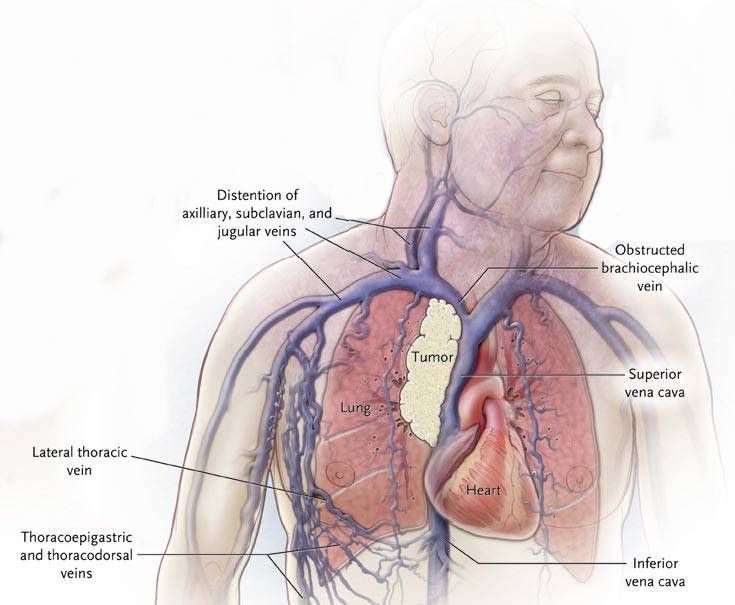 Distention of
axilliary, subclavian, and
jugular veins
Obstructed
brachiocephalic
vein
Tumor
Superior
vena cava
Lung
Lateral thoracic
vein
Heart
Thoracoepigastric
and thoracodorsal
veins
Inferior
vena cava